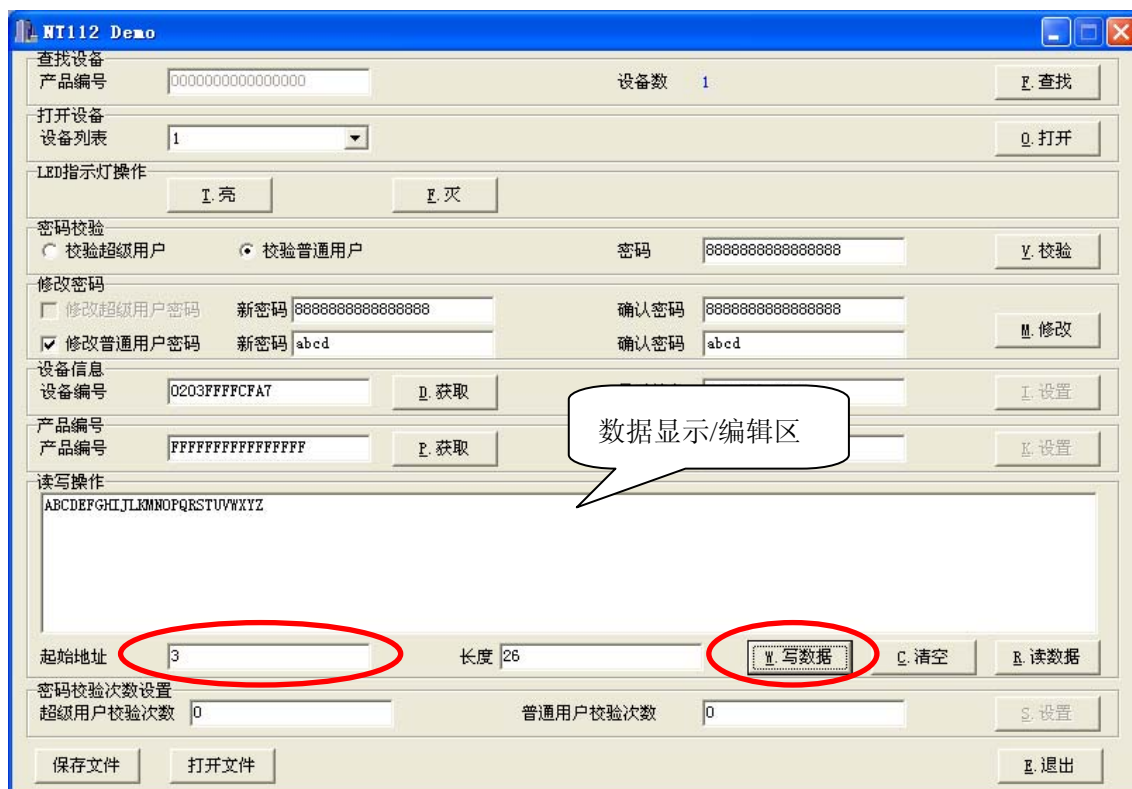 NT112 Demo
查找设备
产品编号 0000000000000000 设备数 1 F.查找
打开设备
设备列表 1 O.打开
LED指示灯操作
T.亮 F.灭
密码校验
校验超级用户 校验普通用户 密码 8888888888888888 V.校验
修改密码
修改超级用户密码 新密码 8888888888888888 确认密码 8888888888888888
M.修改
修改普通用户密码 新密码 abcd 确认密码 abcd
设备信息
设备编号 0203FFFFCFA7 D.获取 I.设置
数据显示/编辑区
产品编号
产品编号 FFFFFFFFFFFFFFFF P.获取 K.设置
读写操作
ABCDEFGHIJLKMNOPQRSTUVWXYZ
起始地址 3 长度 26 W.写数据 C.清空 R.读数据
密码校验次数设置
超级用户校验次数 0 普通用户校验次数 0 S.设置
保存文件 打开文件 E.退出